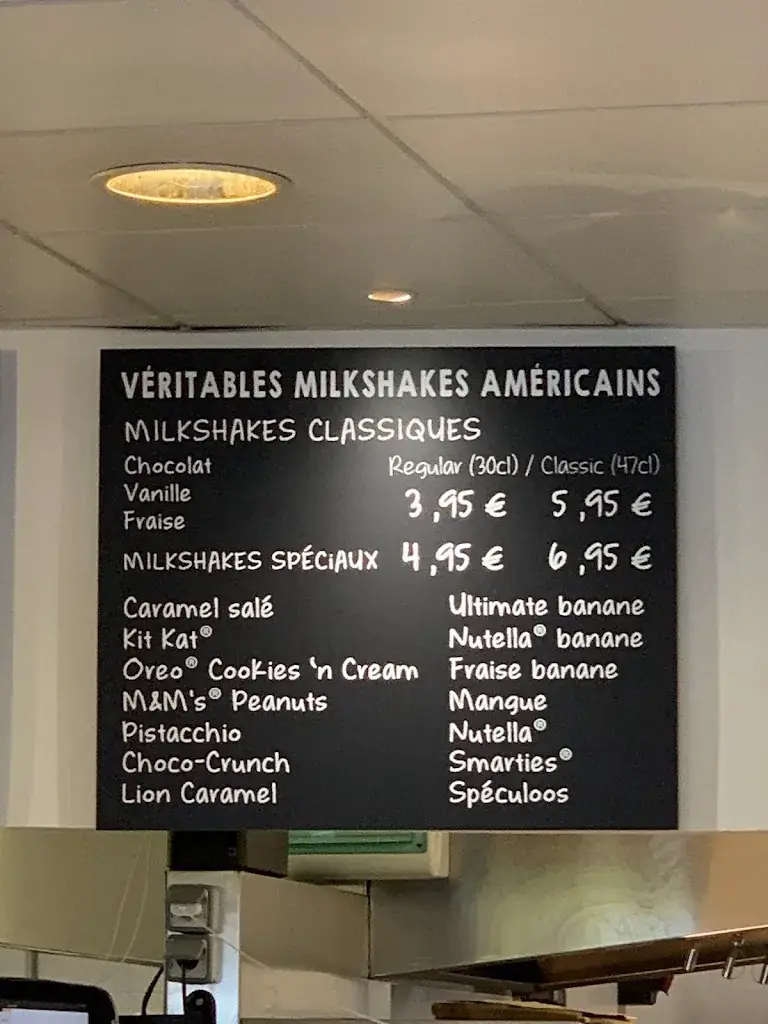 VÉRITABLES MILKSHAKES AMÉRICAINS
MILKSHAKES CLASSIQUES
Chocolat Regular (30cl) / Classic (47cl)
Vanille 3,95 € 5,95 €
Fraise
MILKSHAKES SPÉCiAUX 4,95 € 6,95 €
Caramel salé
Kit Kat®
Oreo® Cookies 'n Cream
M&M's® Peanuts
Pistacchio
Choco-Crunch
Lion Caramel
Ultimate banane
Nutella® banane
Fraise banane
Mangue
Nutella®
Smarties®
Spéculoos